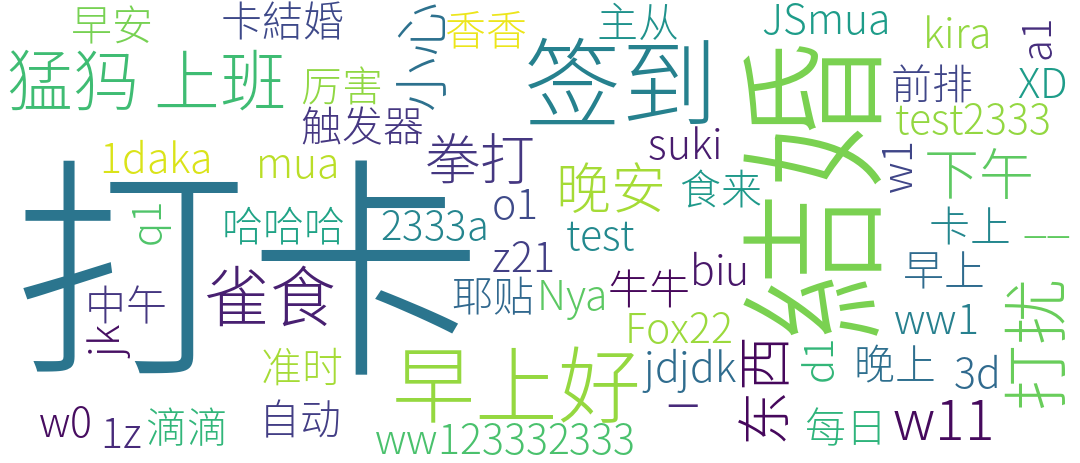 早安
卡結婚
小心
香香
主从
JSmua
kira
a1
猛犸
上班
厉害
签到
结婚
前排
XD
触发器
test2333
1daka
mua
拳打
suki
w1
下午
打卡
q1
哈哈哈
2333a
o1
晚安
食来
test
卡上
__
雀食
z21
biu
早上
中午
耶贴
Nya
牛牛
打扰
jk
Fox22
ww1
准时
早上好
jdjdk
东西
d1
晚上
3d
一
w0
1z
滴滴
自动
ww123332333
每日
w11